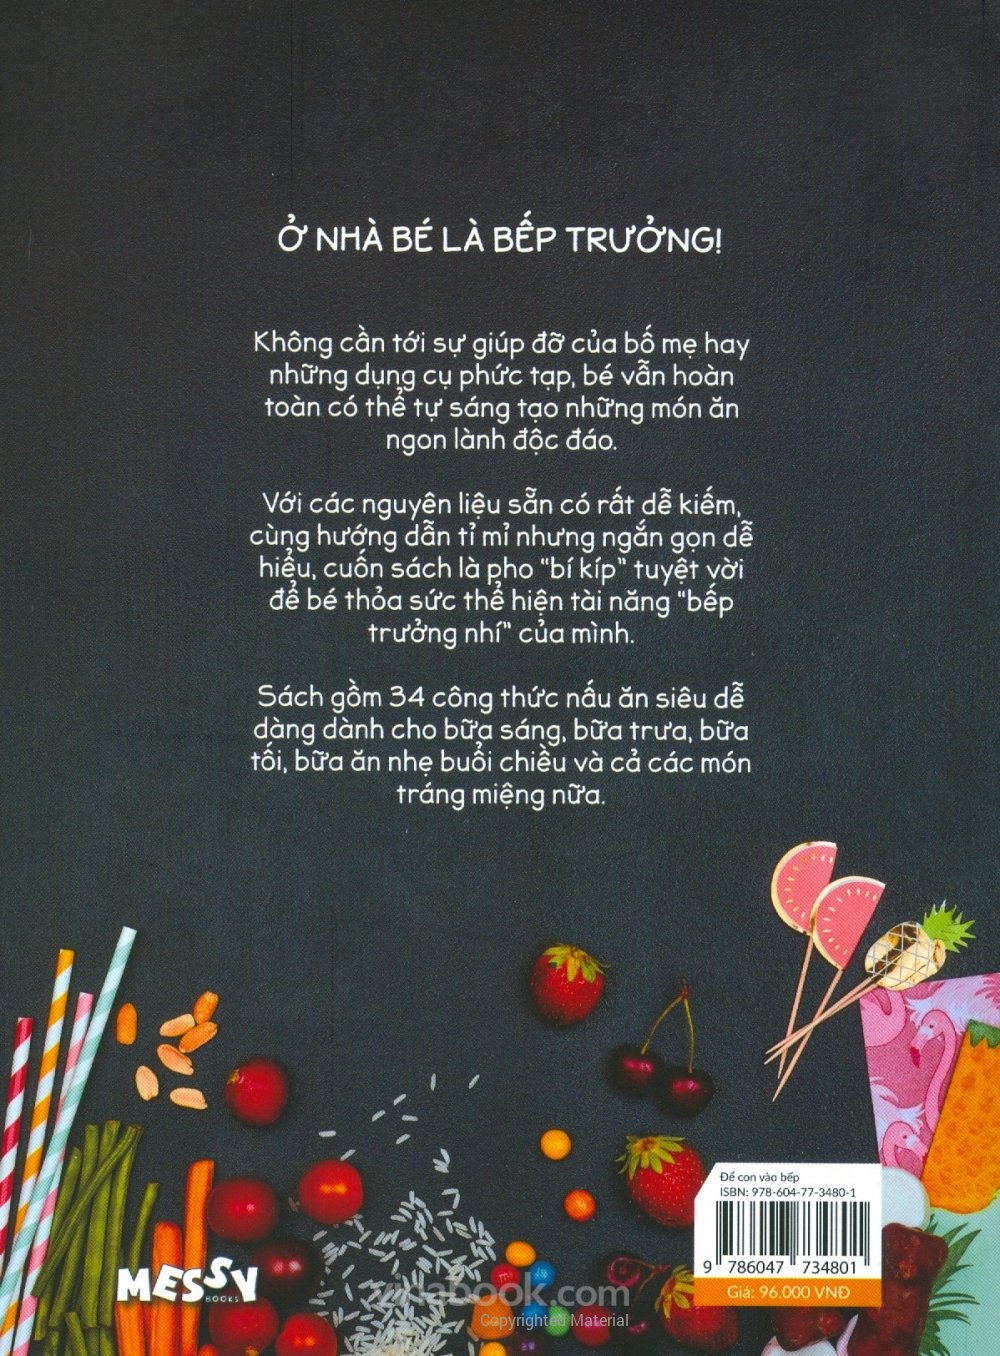 Ở NHÀ BÉ LÀ BẾP TRƯỞNG!
Không cần tới sự giúp đỡ của bố mẹ hay
những dụng cụ phức tạp, bé vẫn hoàn
toàn có thể tự sáng tạo những món ăn
ngon lành độc đáo.
Với các nguyên liệu sẵn có rất dễ kiếm,
cùng hướng dẫn tỉ mỉ nhưng ngắn gọn dễ
hiểu, cuốn sách là pho "bí kíp" tuyệt vời
để bé thỏa sức thể hiện tài năng "bếp
trưởng nhí" của mình.
Sách gồm 34 công thức nấu ăn siêu dễ
dàng dành cho bữa sáng, bữa trưa, bữa
tối, bữa ăn nhẹ buổi chiều và cả các món
tráng miệng nữa.
Để con vào bếp
ISBN: 978-604-77-3480-1
9 786047 734801
Giá: 96.000 VNĐ
MESSY
BOOKS
vinabook.com
Copyrighted Material